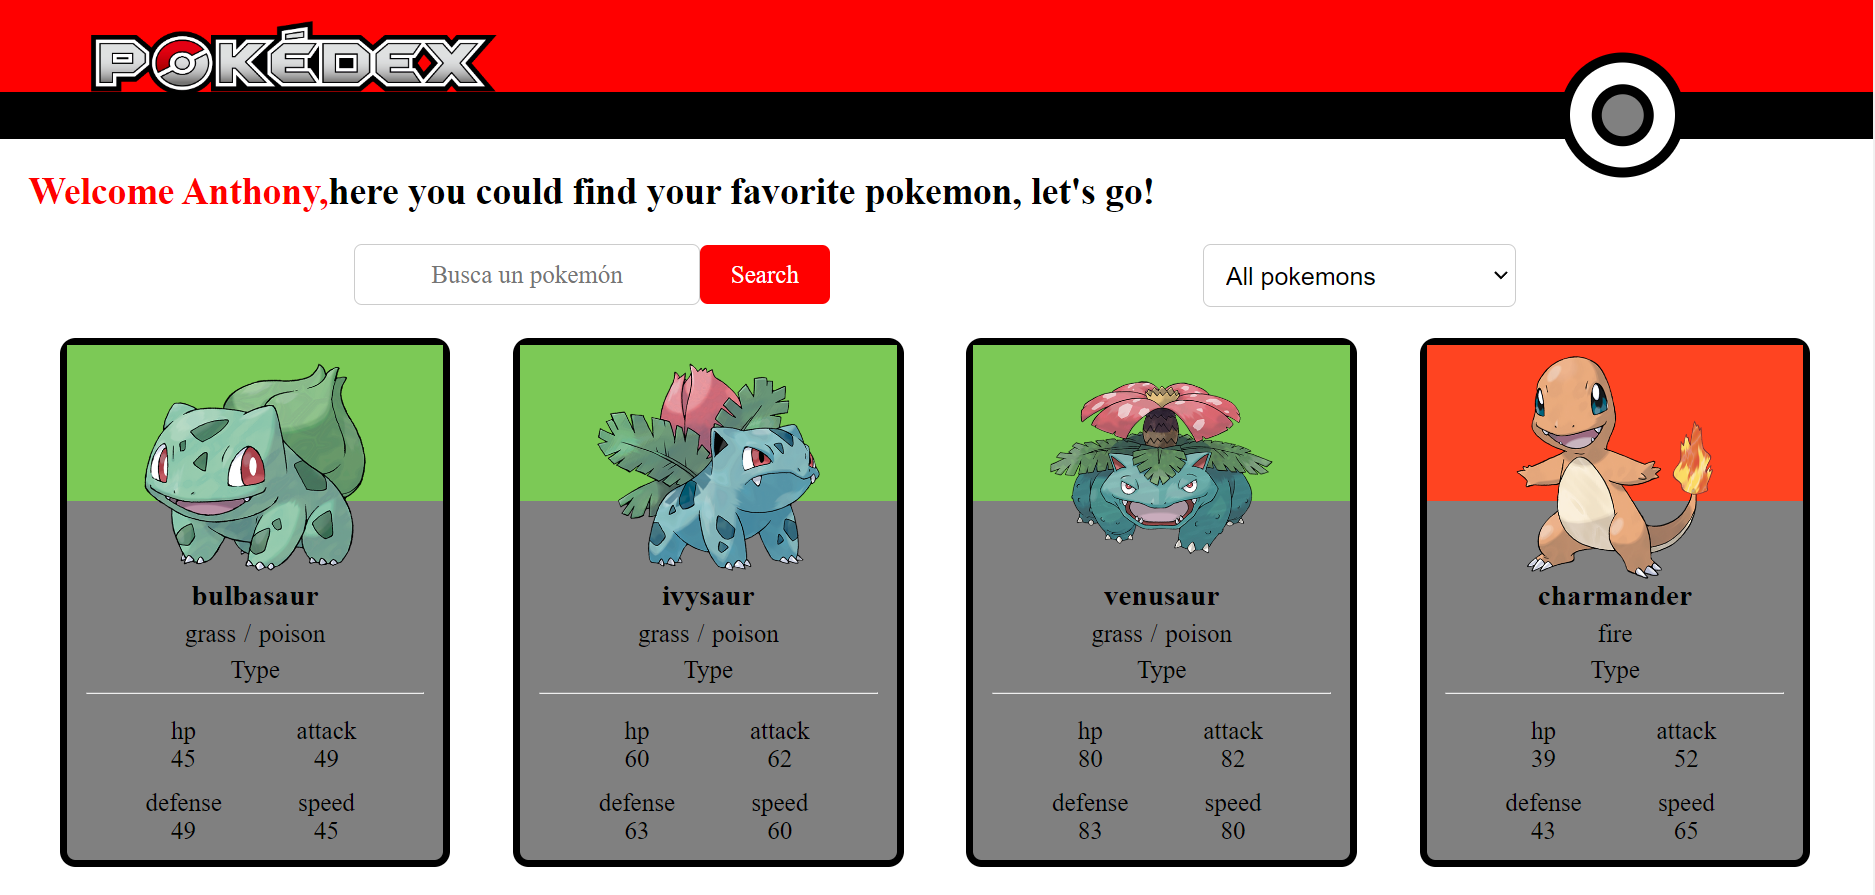 POKÉDEX
Welcome Anthony,here you could find your favorite pokemon, let's go!
Busca un pokemón
Search
All pokemons
bulbasaur
grass / poison
Type
hp
45
attack
49
defense
49
speed
45
ivysaur
grass / poison
Type
hp
60
attack
62
defense
63
speed
60
venusaur
grass / poison
Type
hp
80
attack
82
defense
83
speed
80
charmander
fire
Type
hp
39
attack
52
defense
43
speed
65